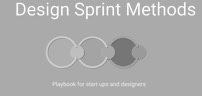 Design Sprint Methods
Playbook for start ups and designers